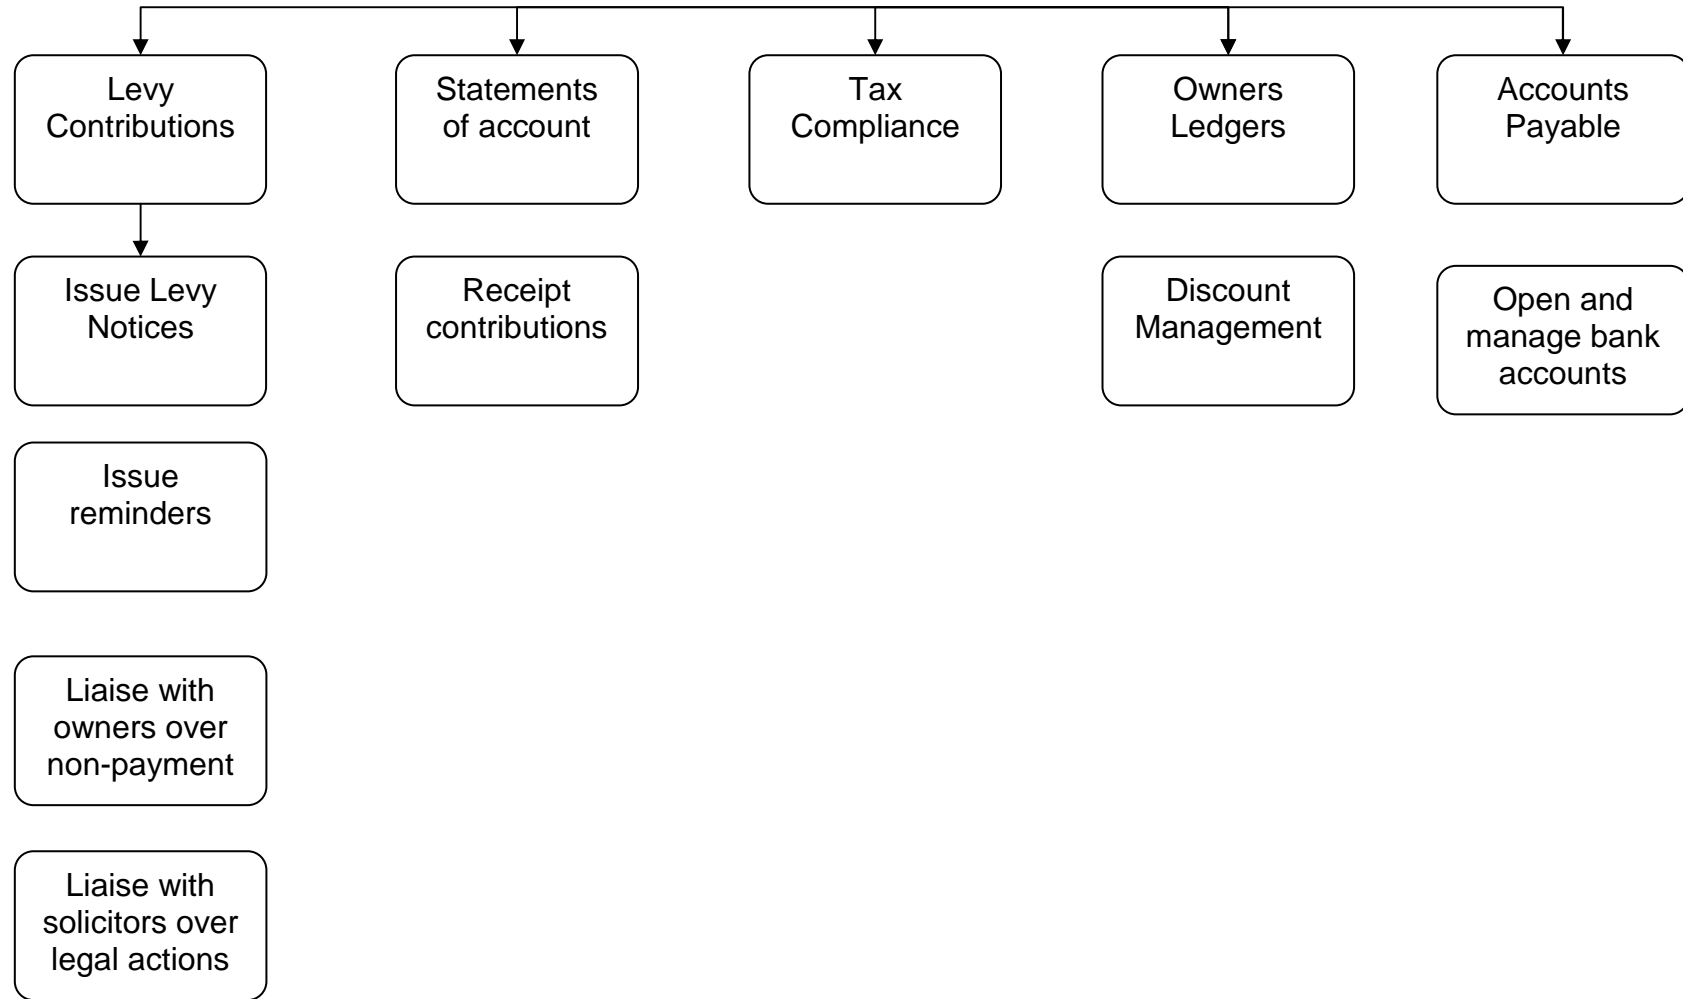 Levy
Contributions
Statements
of account
Tax
Compliance
Owners
Ledgers
Accounts
Payable
Issue Levy
Notices
Receipt
contributions
Discount
Management
Open and
manage bank
accounts
Issue
reminders
Liaise with
owners over
non-payment
Liaise with
solicitors over
legal actions